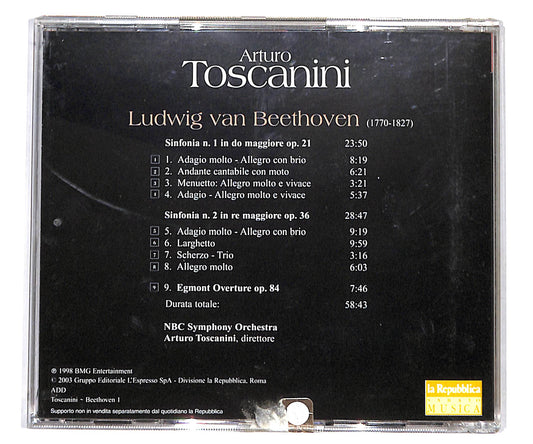 Arturo
Toscanini
Ludwig van Beethoven (1770-1827)
Sinfonia n. 1 in do maggiore op. 21 23:50
1 1. Adagio molto - Allegro con brio 8:19
2 2. Andante cantabile con moto 6:21
3 3. Menuetto: Allegro molto e vivace 3:21
4 4. Adagio - Allegro molto e vivace 5:37
Sinfonia n. 2 in re maggiore op. 36 28:47
5 5. Adagio molto - Allegro con brio 9:19
6 6. Larghetto 9:59
7 7. Scherzo - Trio 3:16
8 8. Allegro molto 6:03
9 9. Egmont Overture op. 84 7:46
Durata totale: 58:43
NBC Symphony Orchestra
Arturo Toscanini, direttore
℗ 1998 BMG Entertainment
© 2003 Gruppo Editoriale L'Espresso SpA - Divisione la Repubblica, Roma
ADD
Toscanini ~ Beethoven 1
Supporto non in vendita separatamente dal quotidiano la Repubblica
la Repubblica
MUSICA